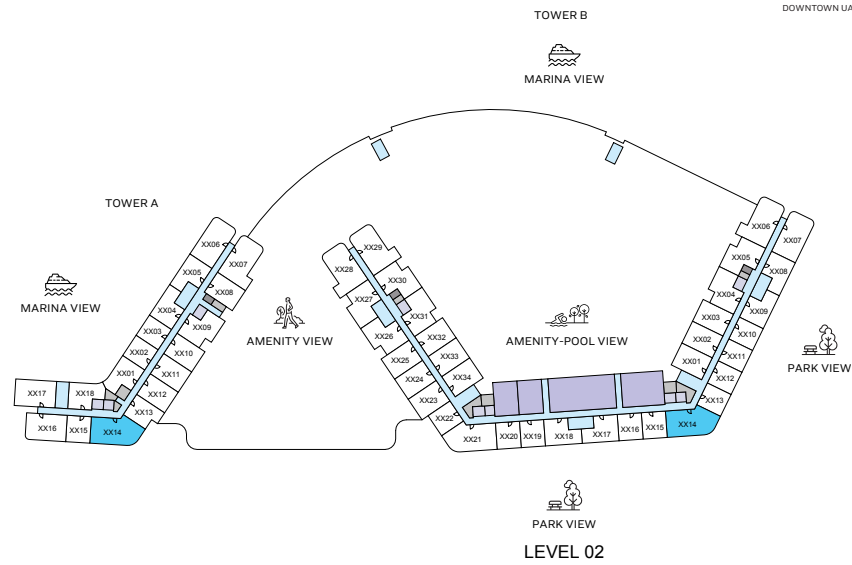 DOWNTOWN UA
TOWER B
MARINA VIEW
TOWER A
MARINA VIEW
AMENITY VIEW
AMENITY-POOL VIEW
PARK VIEW
XX06
XX07
XX05
XX08
XX04
XX09
XX03
XX10
XX02
XX11
XX01
XX12
XX13
XX17
XX18
XX16
XX15
XX14
XX29
XX28
XX30
XX27
XX31
XX26
XX32
XX25
XX33
XX24
XX34
XX23
XX22
XX21
XX20
XX19
XX18
XX17
XX16
XX15
XX14
XX06
XX07
XX05
XX08
XX04
XX09
XX03
XX10
XX02
XX11
XX01
XX12
XX13
PARK VIEW
LEVEL 02